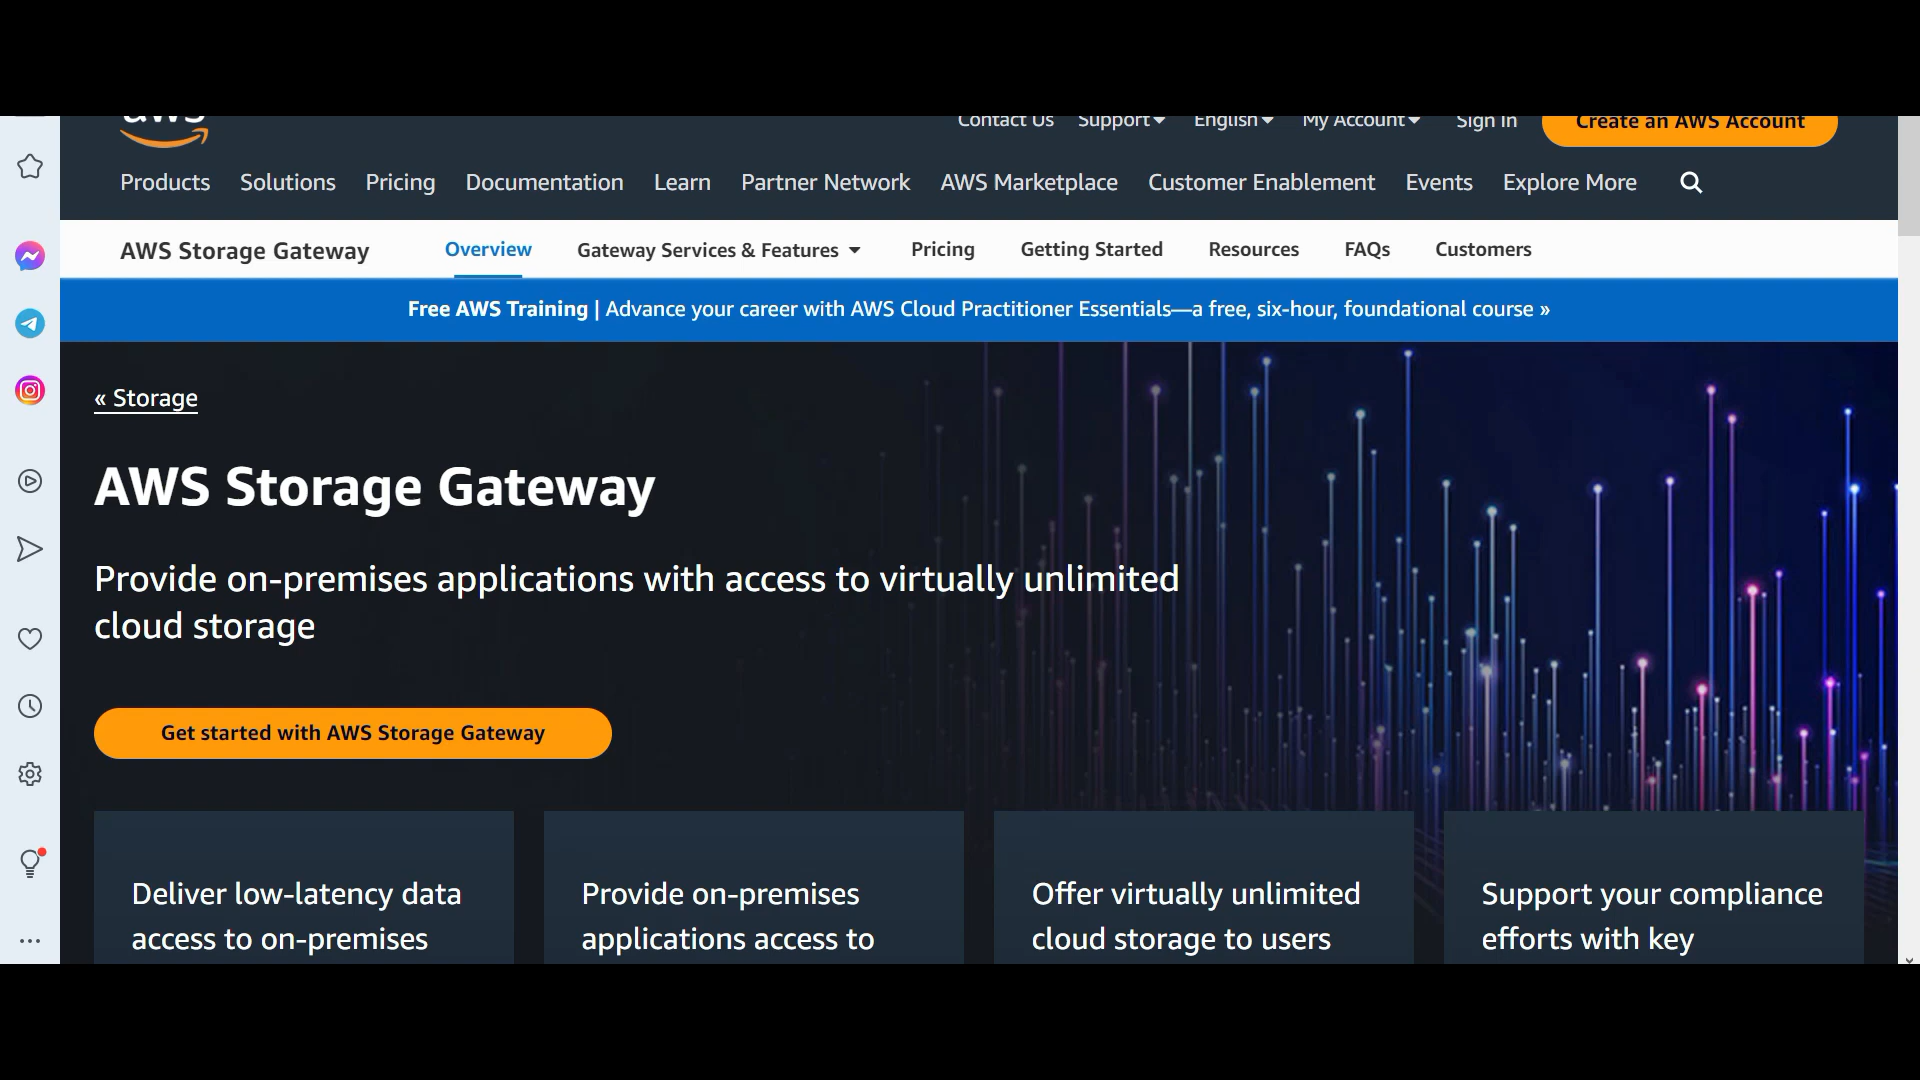 aws
Contact Us Support English My Account Sign In Create an AWS Account
Products Solutions Pricing Documentation Learn Partner Network AWS Marketplace Customer Enablement Events Explore More
AWS Storage Gateway Overview Gateway Services & Features Pricing Getting Started Resources FAQs Customers
Free AWS Training | Advance your career with AWS Cloud Practitioner Essentials—a free, six-hour, foundational course »
« Storage
AWS Storage Gateway
Provide on-premises applications with access to virtually unlimited
cloud storage
Get started with AWS Storage Gateway
Deliver low-latency data
access to on-premises
Provide on-premises
applications access to
Offer virtually unlimited
cloud storage to users
Support your compliance
efforts with key